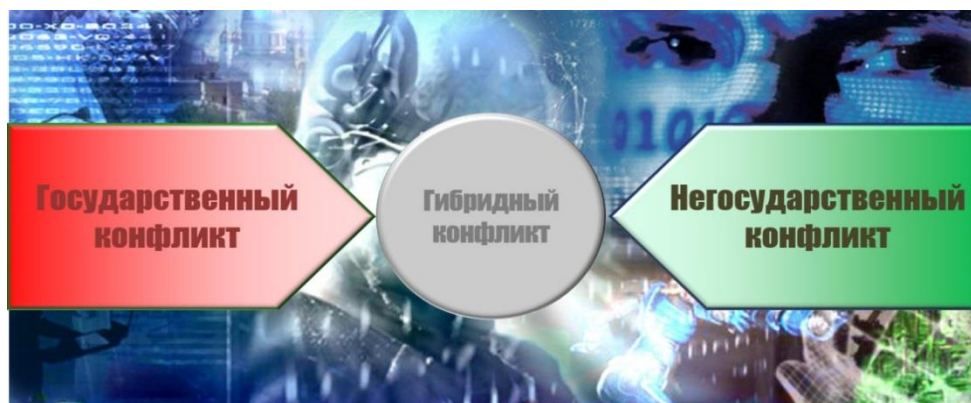 Государственный
конфликт
Гибридный
конфликт
Негосударственный
конфликт